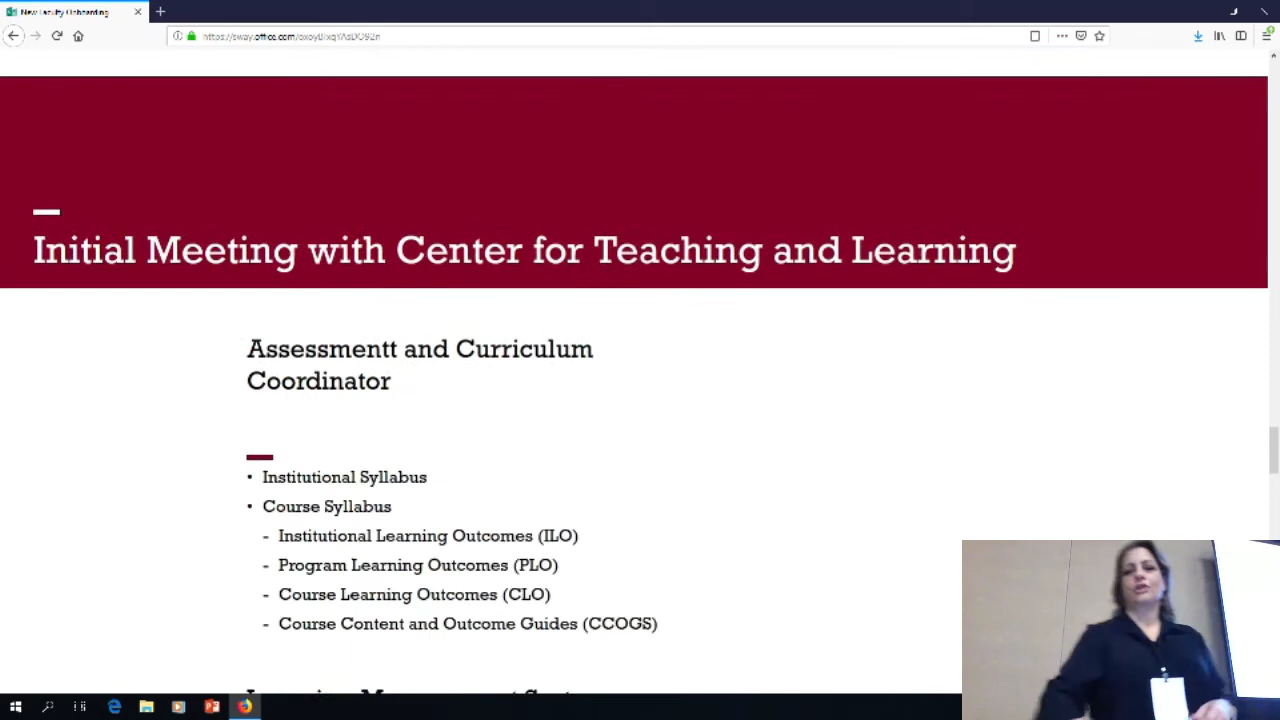 New Faculty Onboarding
Initial Meeting with Center for Teaching and Learning
Assessmentt and Curriculum
Coordinator
• Institutional Syllabus
• Course Syllabus
- Institutional Learning Outcomes (ILO)
- Program Learning Outcomes (PLO)
- Course Learning Outcomes (CLO)
- Course Content and Outcome Guides (CCOGS)